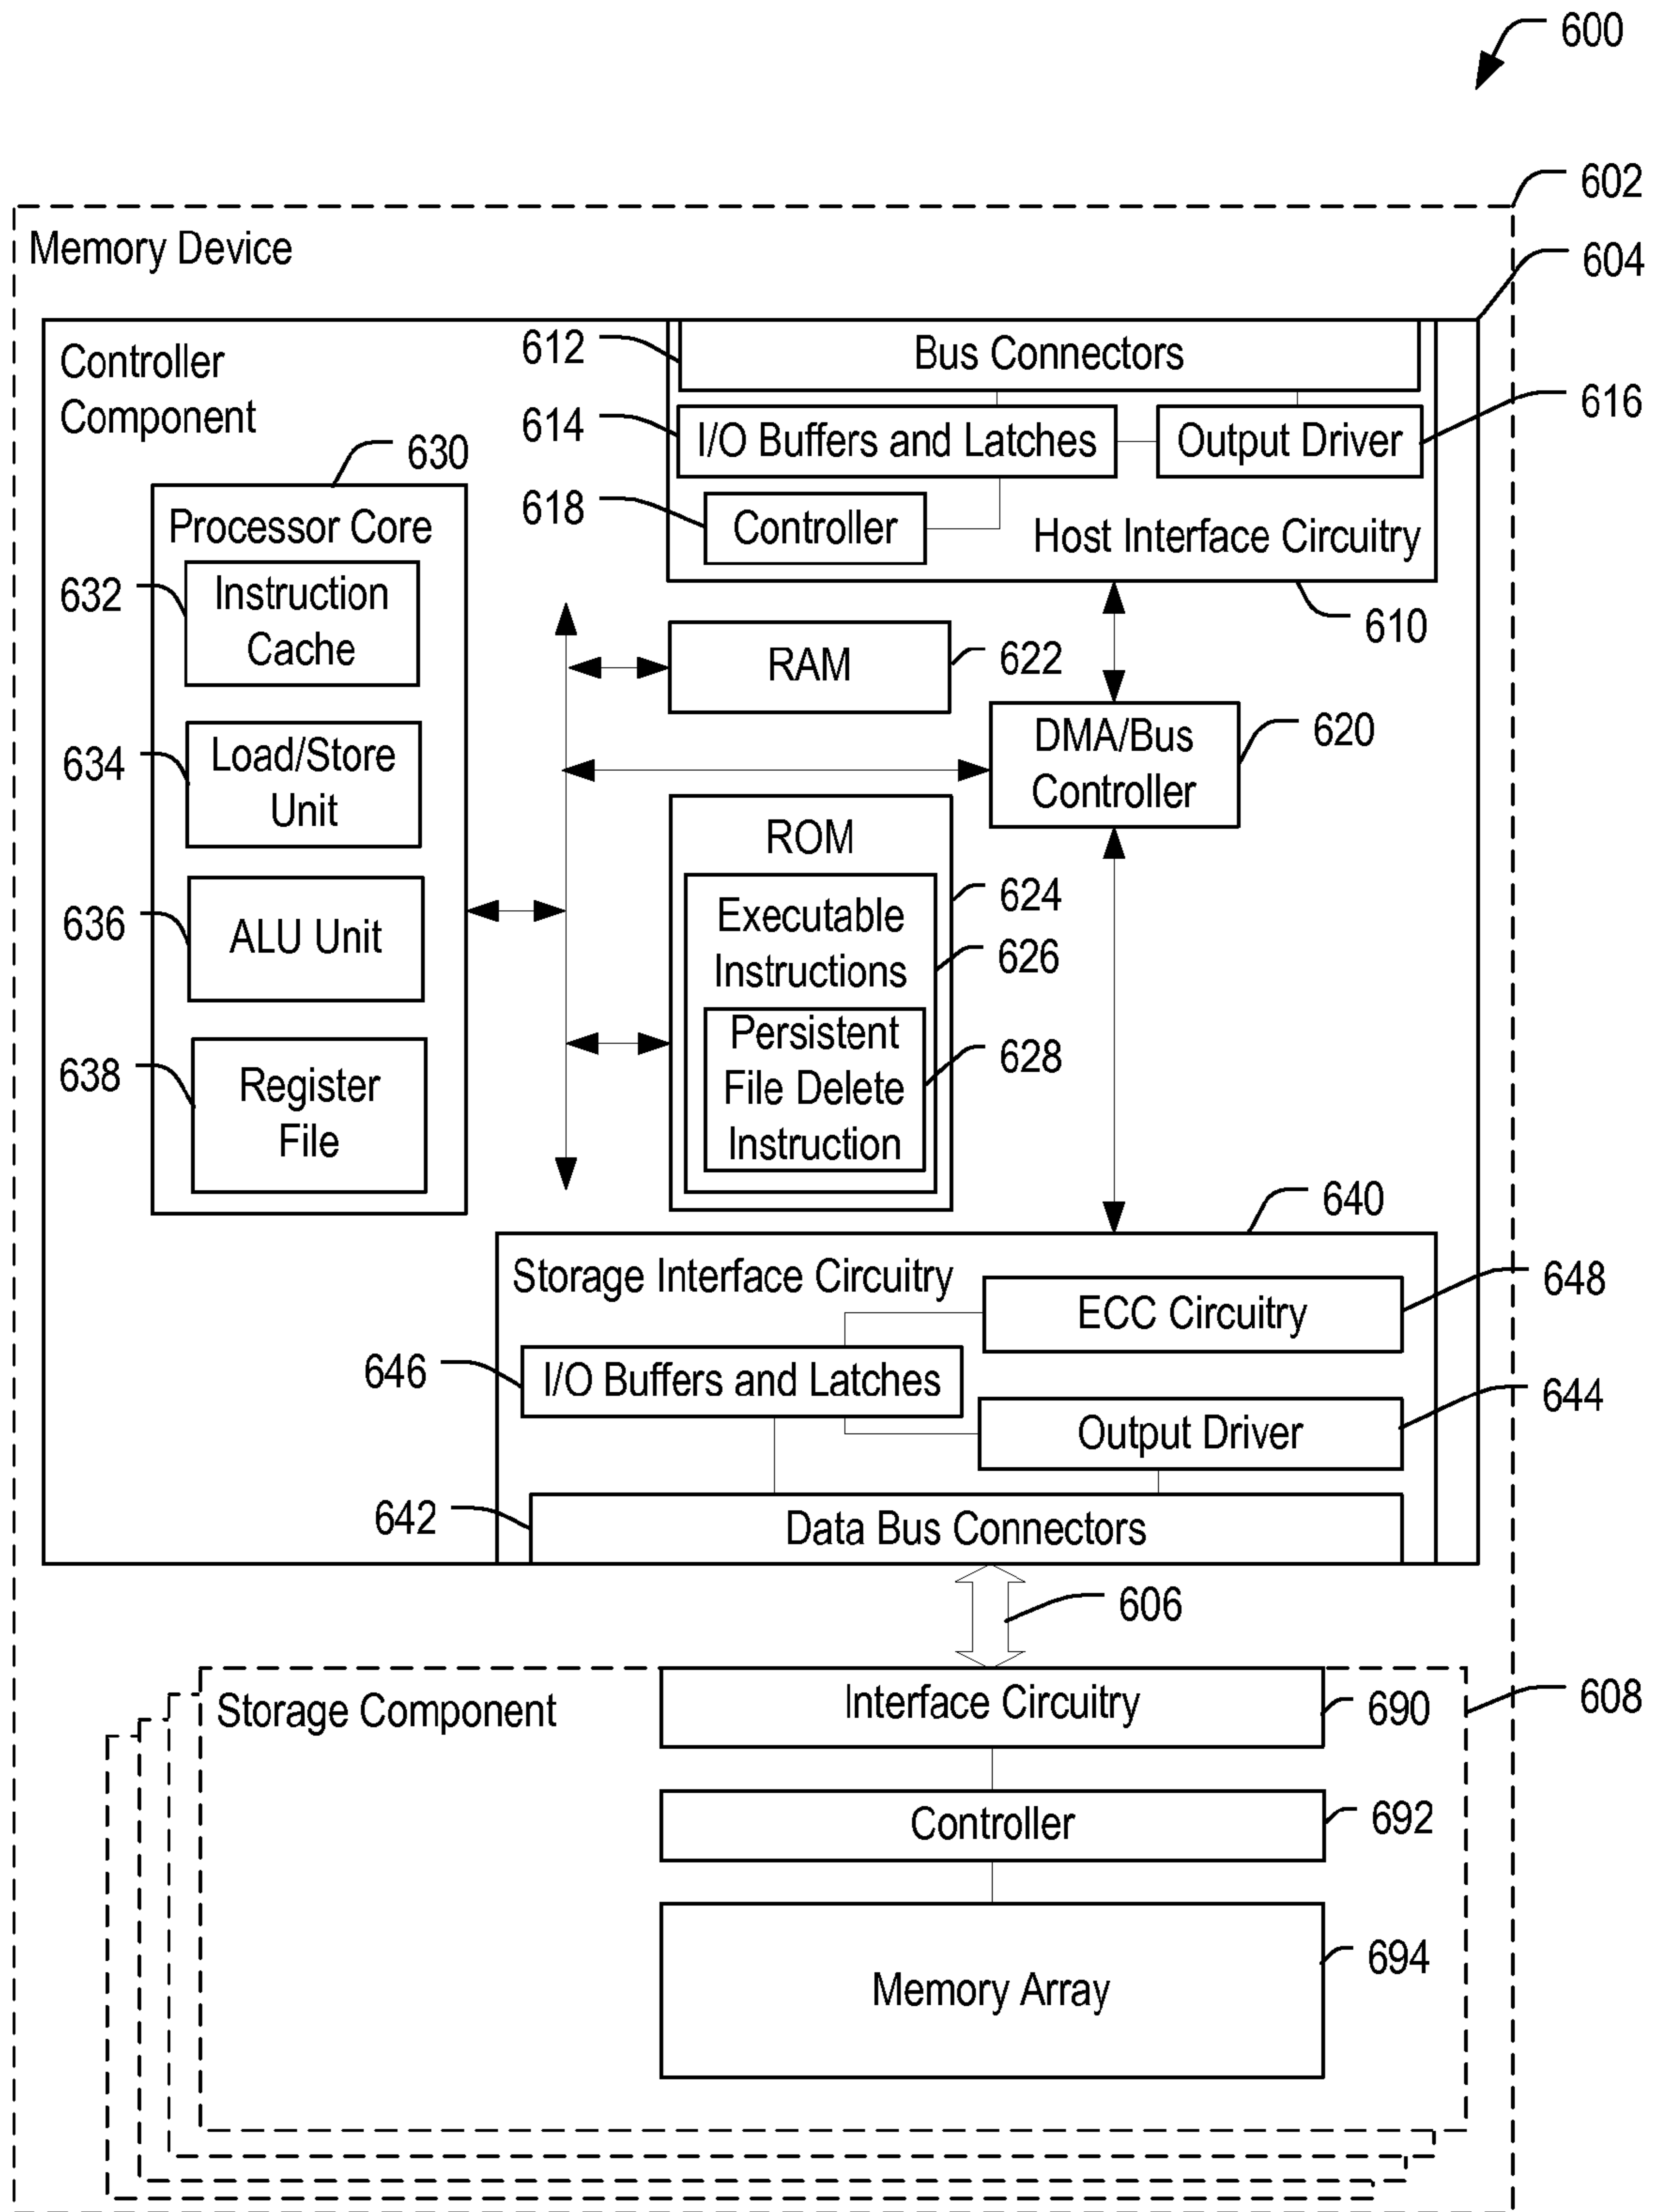 600
602
Memory Device
604
Controller
Component
612
Bus Connectors
616
614
I/O Buffers and Latches
Output Driver
618
Controller
Host Interface Circuitry
610
630
Processor Core
632
Instruction
Cache
634
Load/Store
Unit
636
ALU Unit
638
Register
File
RAM
622
DMA/Bus
Controller
620
ROM
624
Executable
Instructions
626
Persistent
File Delete
Instruction
628
640
Storage Interface Circuitry
648
ECC Circuitry
646
I/O Buffers and Latches
644
Output Driver
642
Data Bus Connectors
606
608
Storage Component
Interface Circuitry
690
Controller
692
Memory Array
694